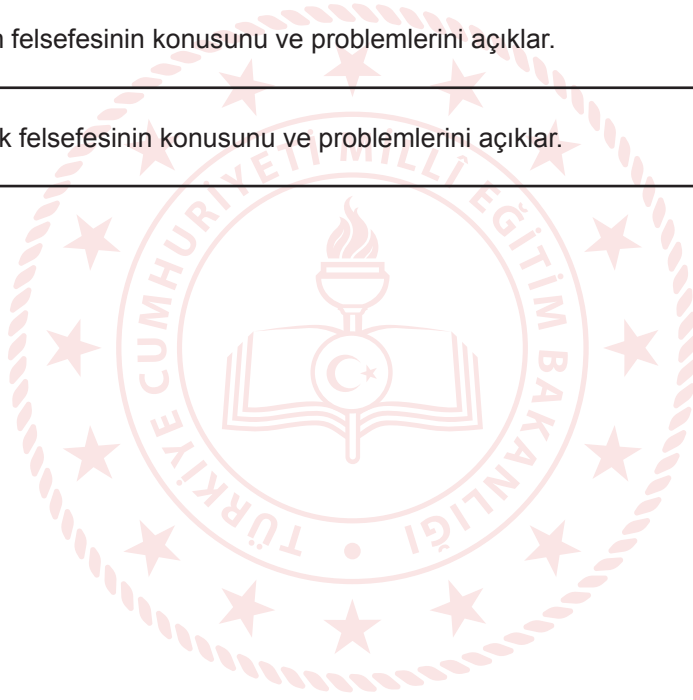 n felsefesinin konusunu ve problemlerini açıklar.
k felsefesinin konusunu ve problemlerini açıklar.
TÜRKİYE CUMHURİYETİ MİLLÎ EĞİTİM BAKANLIĞI